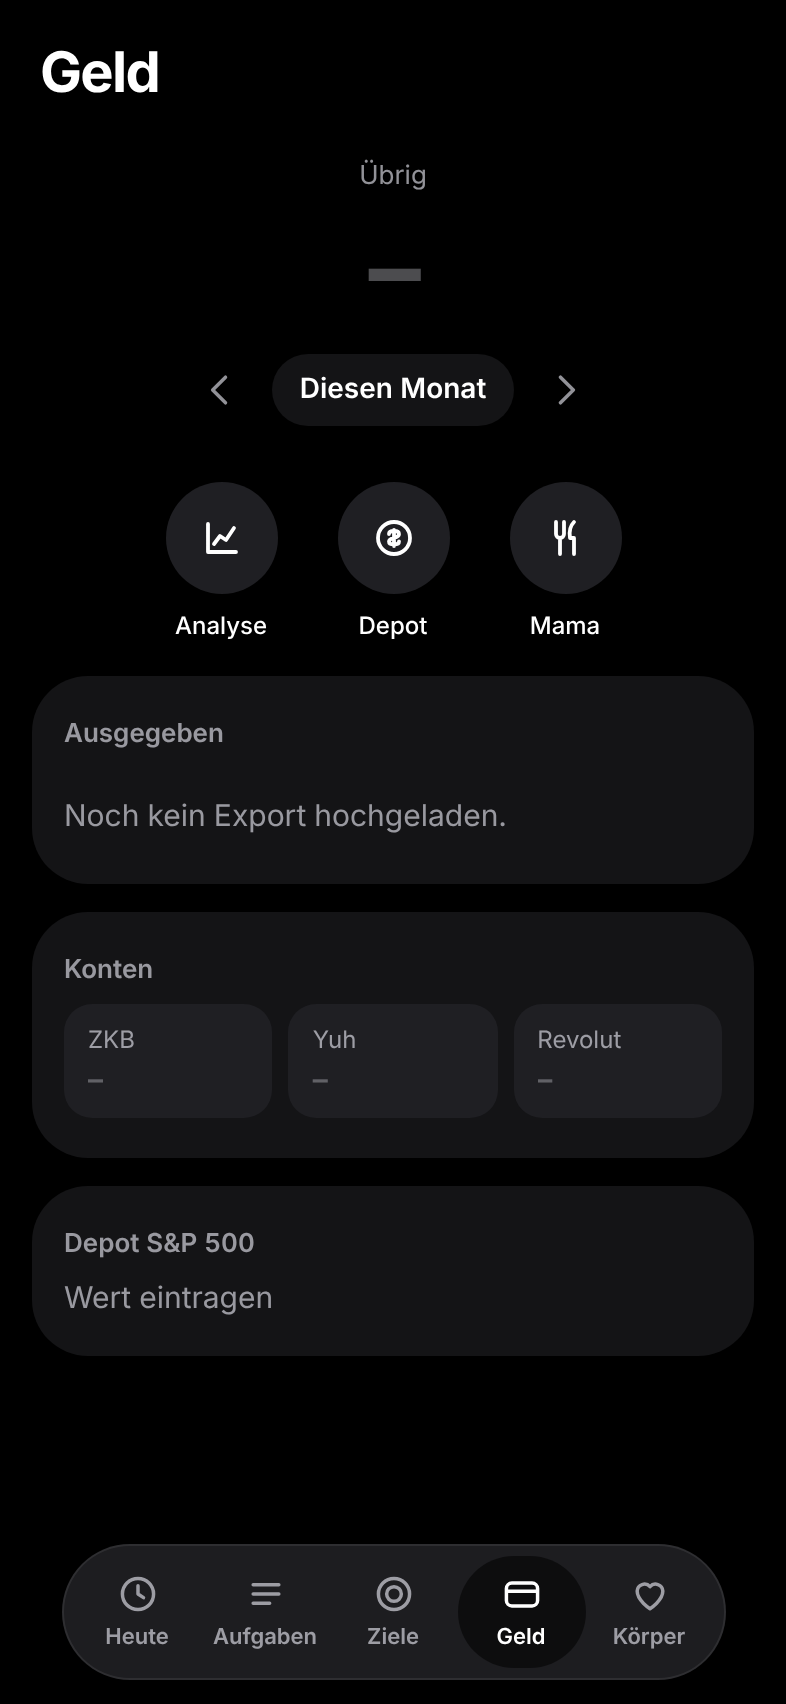 Geld
Übrig
–
Diesen Monat
Analyse
Depot
Mama
Ausgegeben
Noch kein Export hochgeladen.
Konten
ZKB
Yuh
Revolut
–
–
–
Depot S&P 500
Wert eintragen
Heute
Aufgaben
Ziele
Geld
Körper